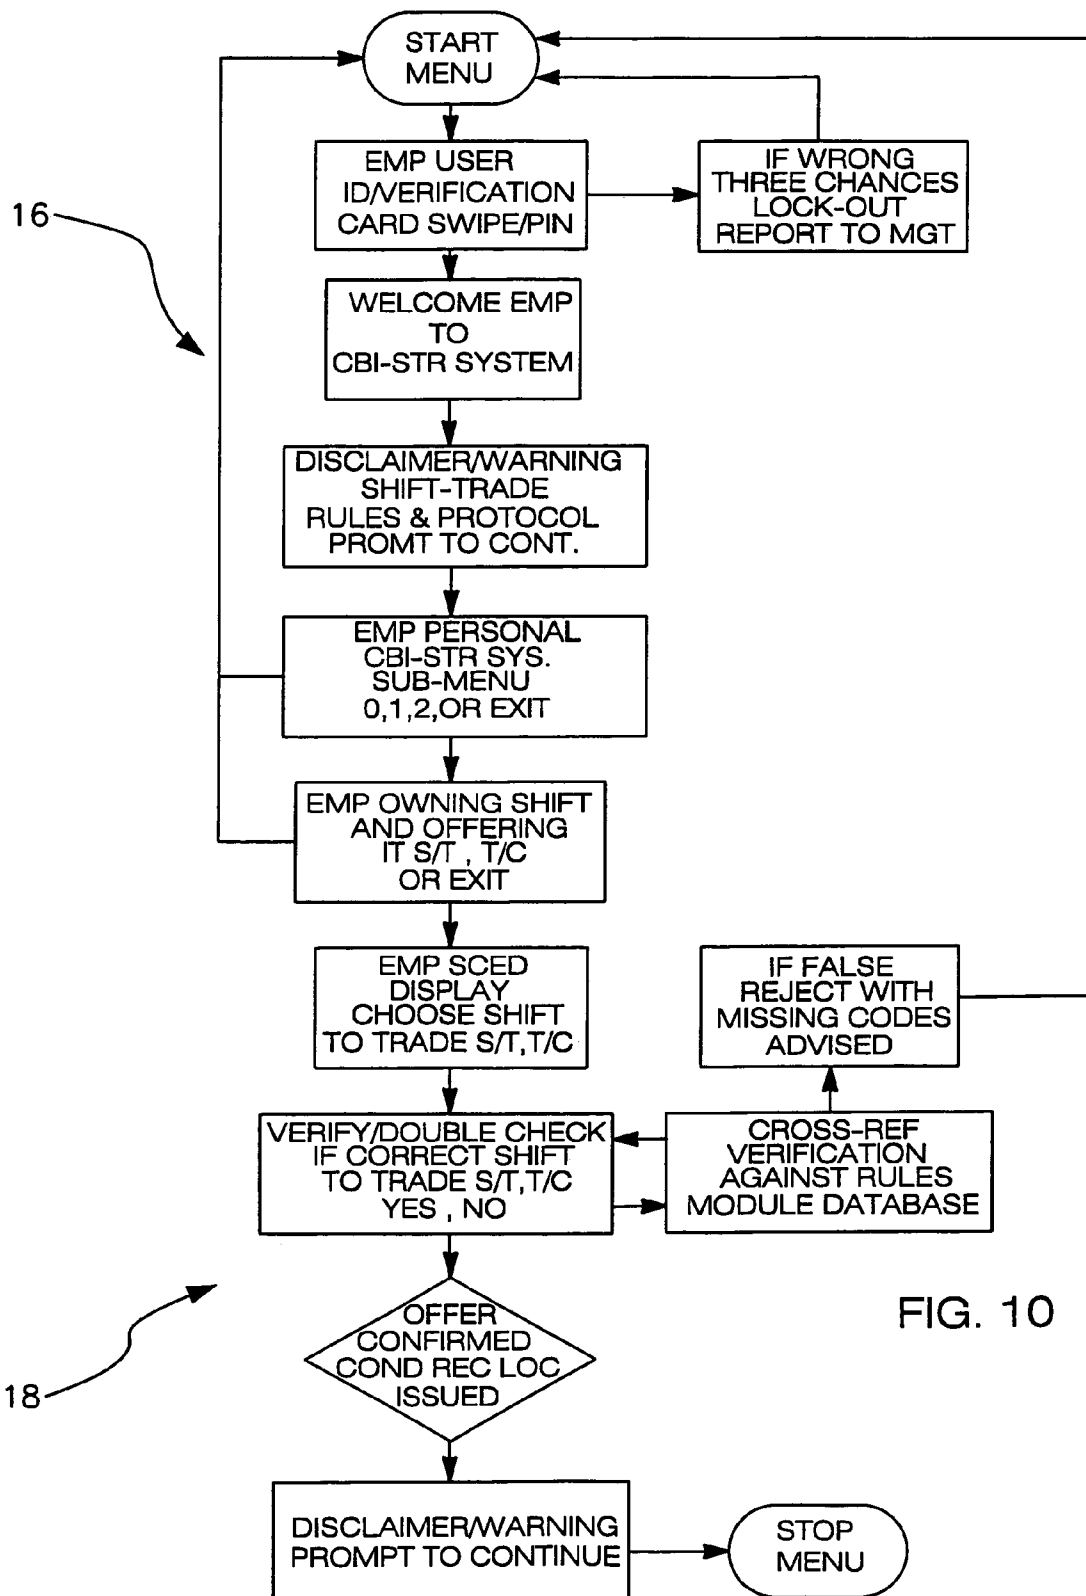 START
MENU
EMP USER
ID/VERIFICATION
CARD SWIPE/PIN
IF WRONG
THREE CHANCES
LOCK-OUT
REPORT TO MGT
16
WELCOME EMP
TO
CBI-STR SYSTEM
DISCLAIMER/WARNING
SHIFT-TRADE
RULES & PROTOCOL
PROMT TO CONT.
EMP PERSONAL
CBI-STR SYS.
SUB-MENU
0,1,2,OR EXIT
EMP OWNING SHIFT
AND OFFERING
IT S/T , T/C
OR EXIT
EMP SCED
DISPLAY
CHOOSE SHIFT
TO TRADE S/T,T/C
IF FALSE
REJECT WITH
MISSING CODES
ADVISED
VERIFY/DOUBLE CHECK
IF CORRECT SHIFT
TO TRADE S/T,T/C
YES , NO
CROSS-REF
VERIFICATION
AGAINST RULES
MODULE DATABASE
FIG. 10
OFFER
CONFIRMED
COND REC LOC
ISSUED
18
DISCLAIMER/WARNING
PROMPT TO CONTINUE
STOP
MENU